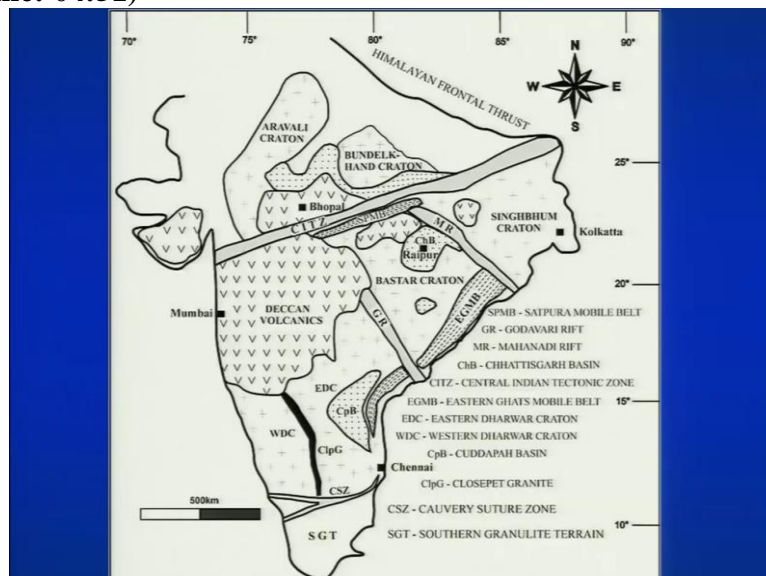 70°
75°
80°
85°
90°
HIMALAYAN FRONTAL THRUST
N
W
E
S
ARAVALI
CRATON
BUNDELK-
HAND CRATON
25°
Bhopal
CITZ
SPMB
MR
SINGHBHUM
CRATON
Kolkatta
ChB
Raipur
BASTAR CRATON
20°
Mumbai
DECCAN
VOLCANICS
GR
EGMB
SPMB - SATPURA MOBILE BELT
GR - GODAVARI RIFT
MR - MAHANADI RIFT
ChB - CHHATTISGARH BASIN
EDC
CITZ - CENTRAL INDIAN TECTONIC ZONE
EGMB - EASTERN GHATS MOBILE BELT
15°
CpB
EDC - EASTERN DHARWAR CRATON
WDC
WDC - WESTERN DHARWAR CRATON
ClpG
CpB - CUDDAPAH BASIN
Chennai
ClpG - CLOSEPET GRANITE
CSZ
500km
CSZ - CAUVERY SUTURE ZONE
10°
SGT
SGT - SOUTHERN GRANULITE TERRAIN